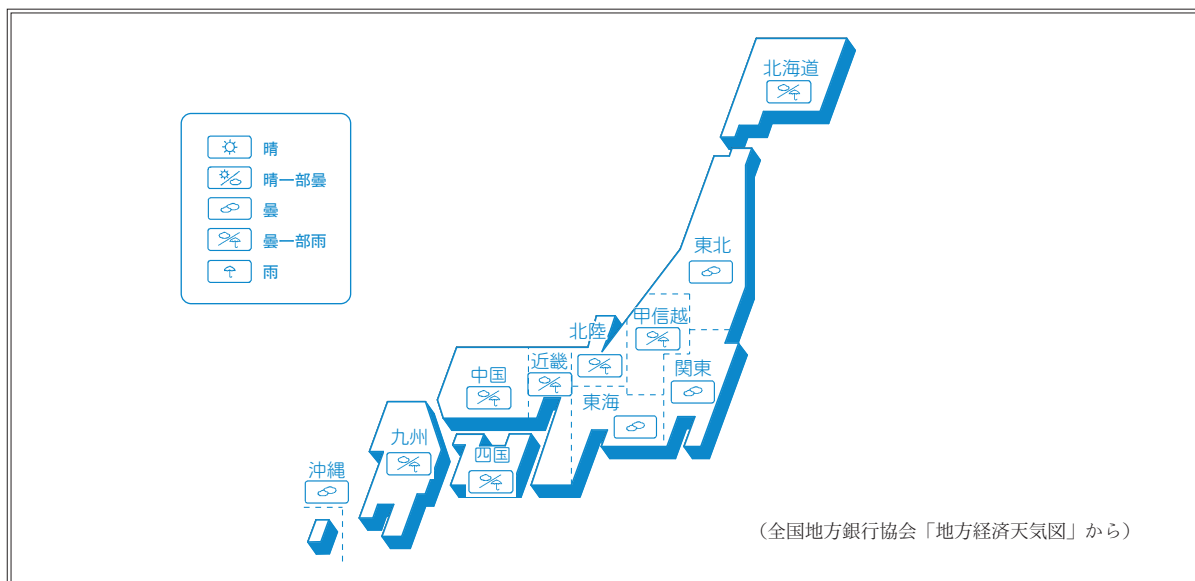 北海道
晴
晴一部曇
曇
曇一部雨
雨
東北
甲信越
北陸
近畿
関東
中国
東海
九州
四国
沖縄
（全国地方銀行協会「地方経済天気図」から）